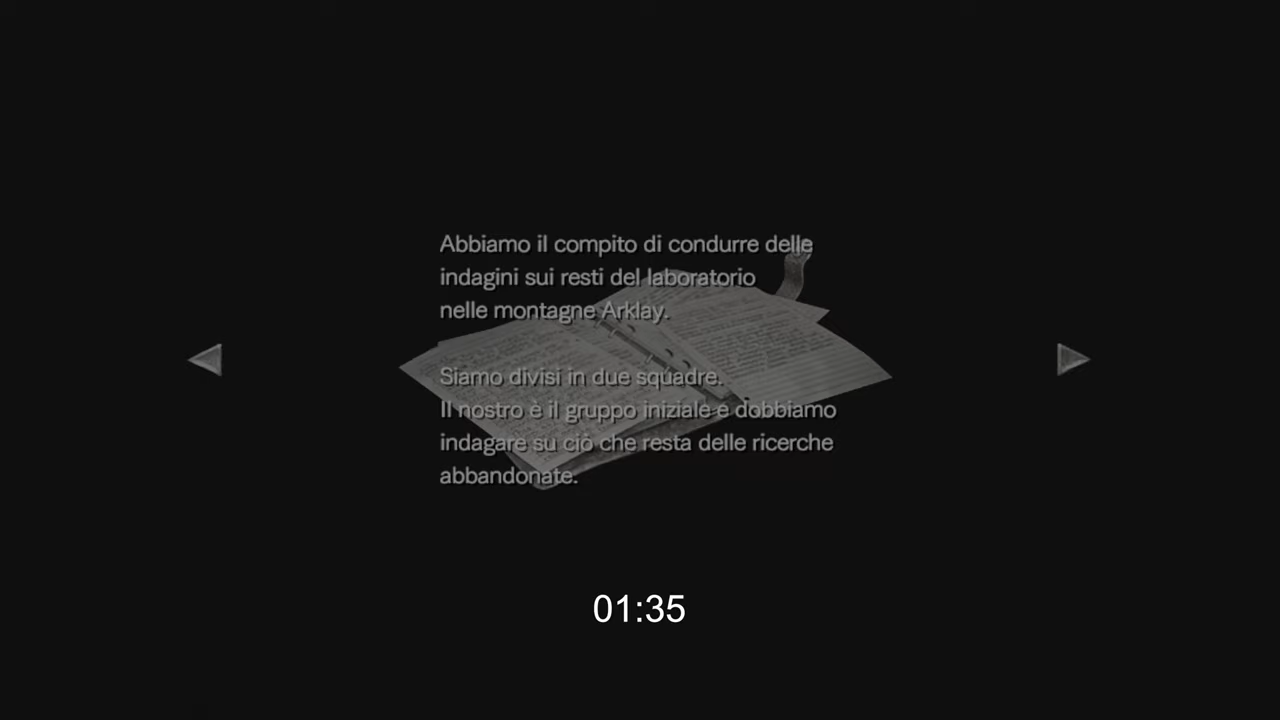 Abbiamo il compito di condurre delle
indagini sui resti del laboratorio
nelle montagne Arklay.
Siamo divisi in due squadre.
Il nostro è il gruppo iniziale e dobbiamo
indagare su ciò che resta delle ricerche
abbandonate.
01:35